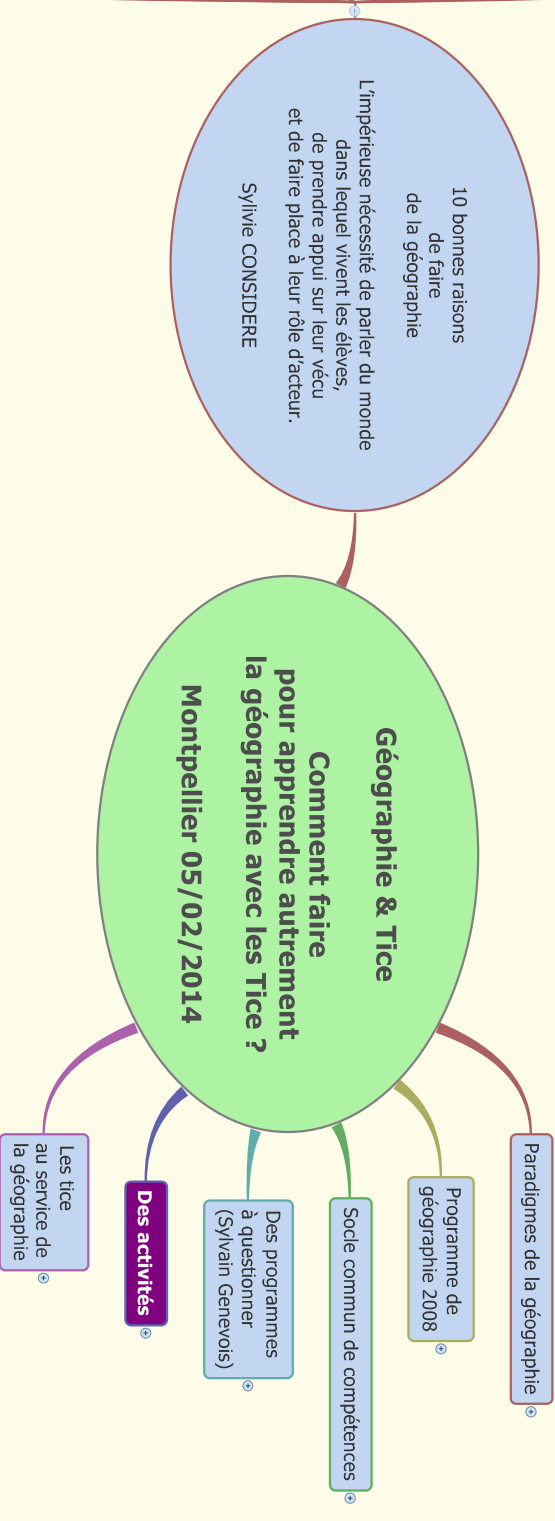 10 bonnes raisons
de faire
de la géographie
L'impérieuse nécessité de parler du monde
dans lequel vivent les élèves,
de prendre appui sur leur vécu
et de faire place à leur rôle d'acteur.
Sylivie CONSIDERE
Géographie & Tice
Comment faire
pour apprendre autrement
la géographie avec les Tice ?
Montpellier 05/02/2014
Paradigmes de la géographie
Programme de
géographie 2008
Socle commun de compétences
Des programmes
à questionner
(Sylvain Genevois)
Des activités
Les tice
au service de
la géographie